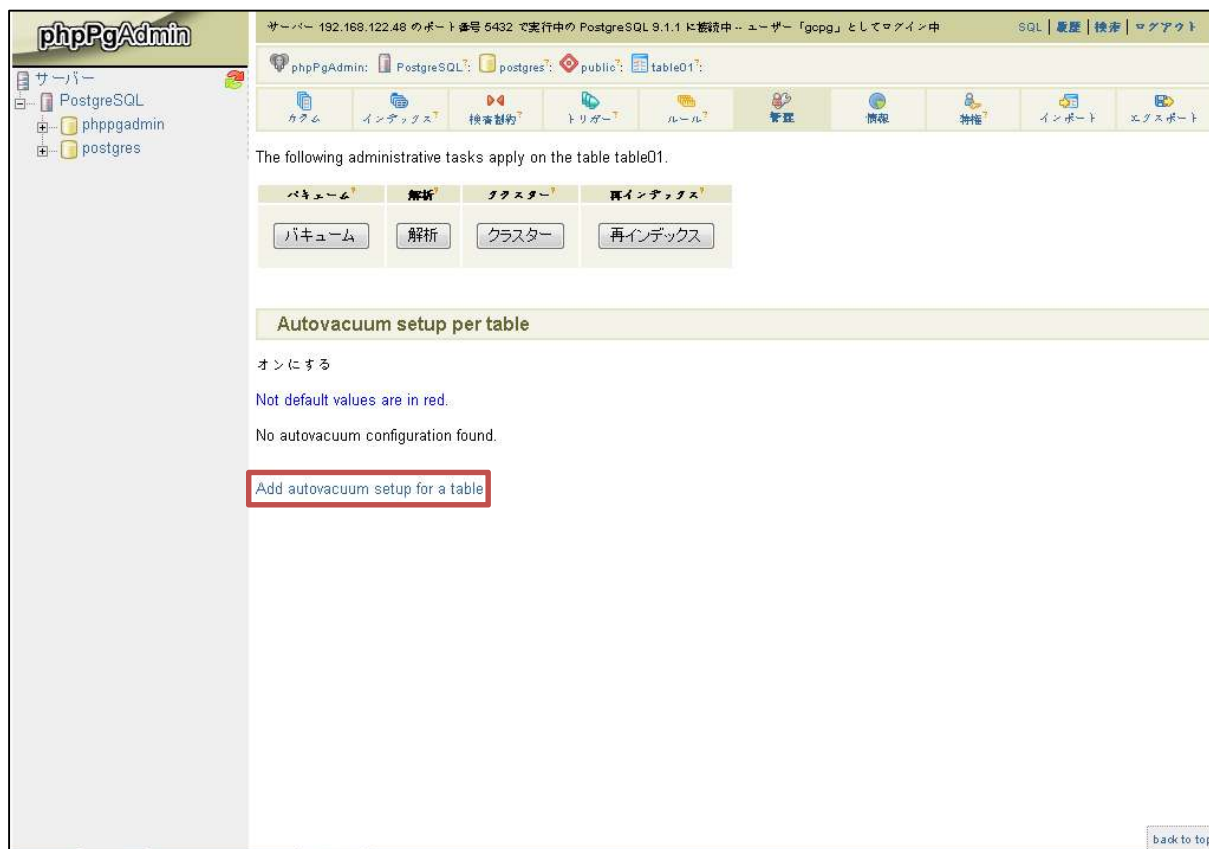 phpPgAdmin
サーバー 192.168.122.48 のポート番号 5432 で実行中の PostgreSQL 9.1.1 に接続中 -- ユーザー「gcpg」としてログイン中
SQL | 履歴 | 検索 | ログアウト
サーバー
PostgreSQL
phppgadmin
postgres
phpPgAdmin: PostgreSQL?: postgres?: public?: table01?:
カラム インデックス? 検査制約? トリガー? ルール? 管理 情報 特権? インポート エクスポート
The following administrative tasks apply on the table table01.
バキューム? 解析? クラスター? 再インデックス?
バキューム 解析 クラスター 再インデックス
Autovacuum setup per table
オンにする
Not default values are in red.
No autovacuum configuration found.
Add autovacuum setup for a table
back to top